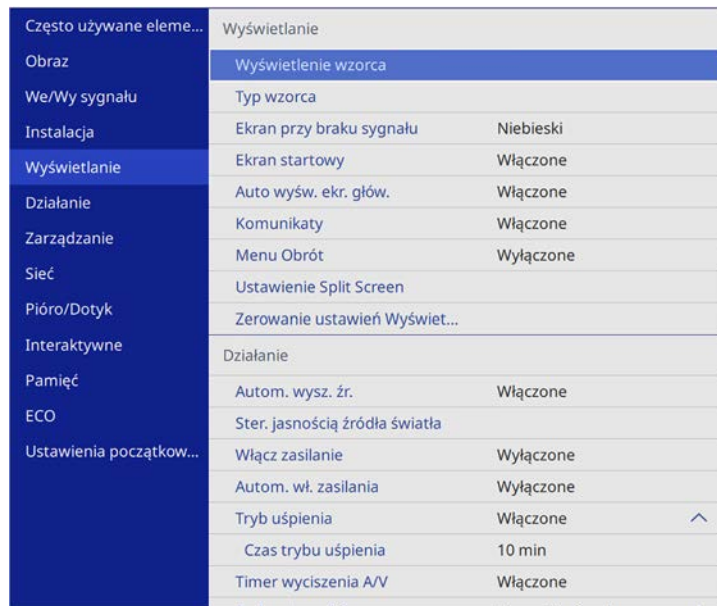 Często używane eleme...
Obraz
We/Wy sygnału
Instalacja
Wyświetlanie
Działanie
Zarządzanie
Sieć
Pióro/Dotyk
Interaktywne
Pamięć
ECO
Ustawienia początkow...
Wyświetlanie
Wyświetlenie wzorca
Typ wzorca
Ekran przy braku sygnału Niebieski
Ekran startowy Włączone
Auto wyśw. ekr. głów. Włączone
Komunikaty Włączone
Menu Obrót Wyłączone
Ustawienie Split Screen
Zerowanie ustawień Wyświet...
Działanie
Autom. wysz. źr. Włączone
Ster. jasnością źródła światła
Włącz zasilanie Wyłączone
Autom. wł. zasilania Wyłączone
Tryb uśpienia Włączone
Czas trybu uśpienia 10 min
Timer wyciszenia A/V Włączone